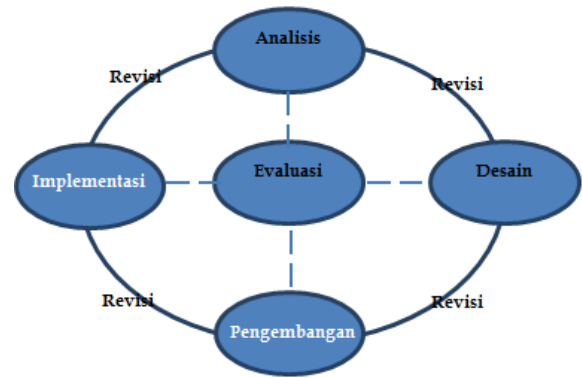 Analisis
Revisi
Revisi
Implementasi
Evaluasi
Desain
Revisi
Revisi
Pengembangan